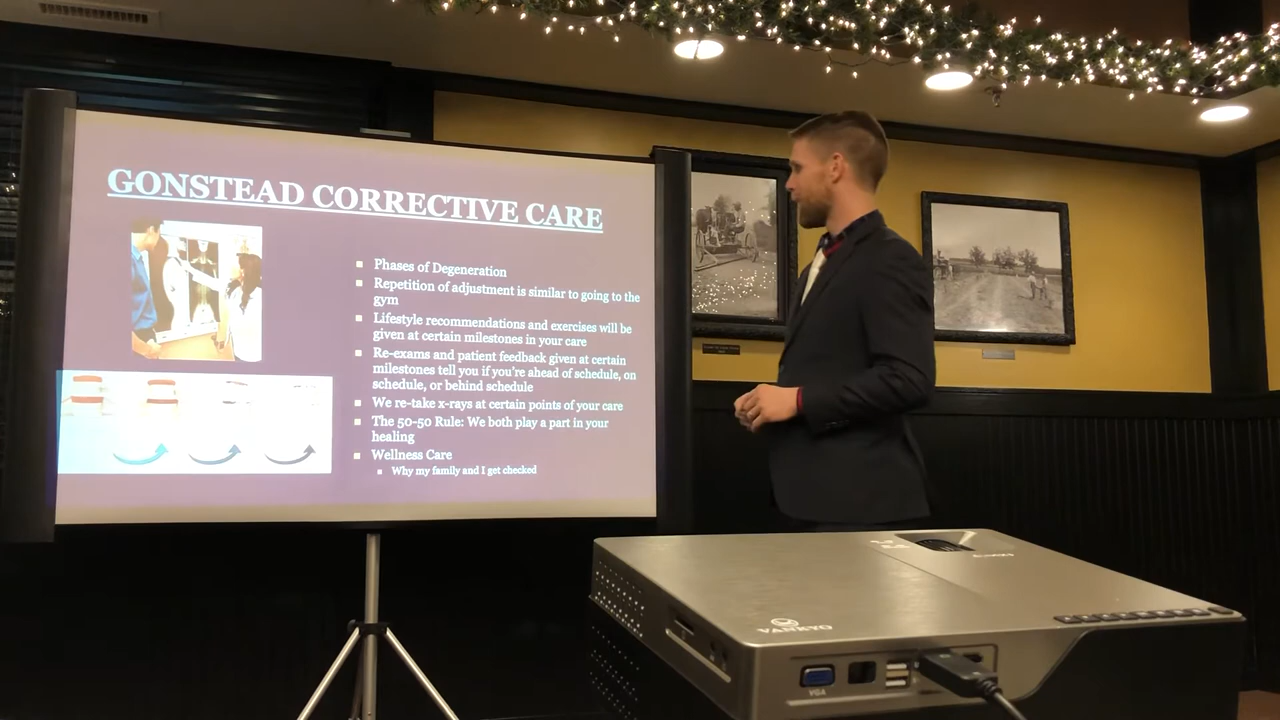 GONSTEAD CORRECTIVE CARE
Phases of Degeneration
Repetition of adjustment is similar to going to the
gym
Lifestyle recommendations and exercises will be
given at certain milestones in your care
Re-exams and patient feedback given at certain
milestones tell you if you're ahead of schedule, on
schedule, or behind schedule
We re-take x-rays at certain points of your care
The 50-50 Rule: We both play a part in your
healing
Wellness Care
Why my family and I get checked
VANKYO
VGA